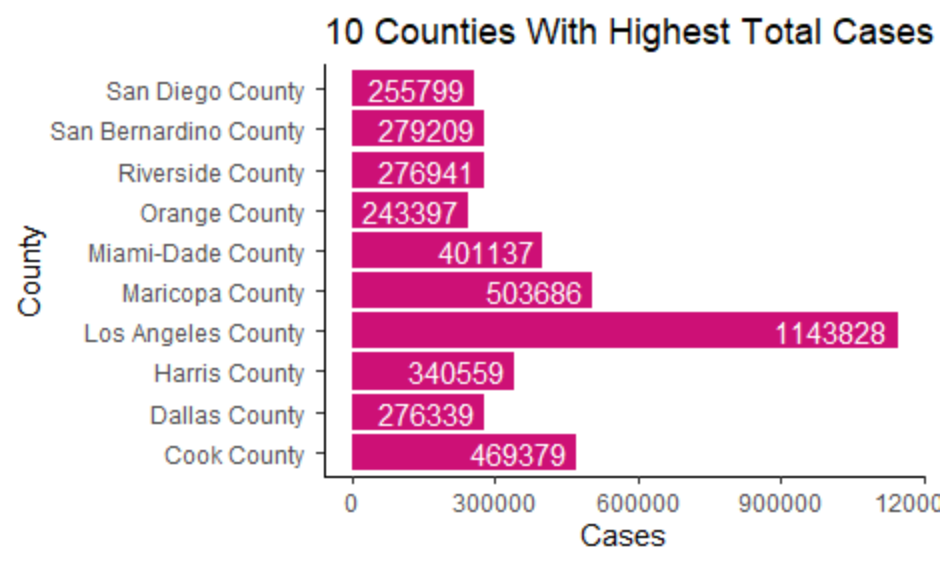 10 Counties With Highest Total Cases
San Diego County 255799
San Bernardino County 279209
Riverside County 276941
Orange County 243397
Miami-Dade County 401137
Maricopa County 503686
Los Angeles County 1143828
Harris County 340559
Dallas County 276339
Cook County 469379
County
0 300000 600000 900000 12000
Cases